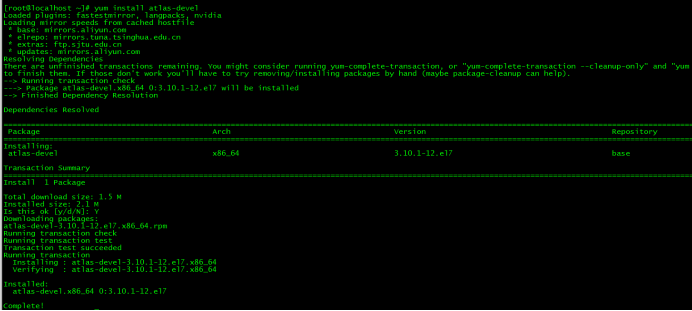 [root@localhost ~]# yum install atlas-devel
Loaded plugins: fastestmirror, langpacks, nvidia
Loading mirror speeds from cached hostfile
* base: mirrors.aliyun.com
* elrepo: mirrors.tuna.tsinghua.edu.cn
* extras: ftp.sjtu.edu.cn
* updates: mirrors.aliyun.com
Resolving Dependencies
There are unfinished transactions remaining. You might consider running yum-complete-transaction, or "yum-complete-transaction --cleanup-only" and "yum
to finish them. If those don't work you'll have to try removing/installing packages by hand (maybe package-cleanup can help).
--> Running transaction check
---> Package atlas-devel.x86_64 0:3.10.1-12.el7 will be installed
--> Finished Dependency Resolution
Dependencies Resolved
Package Arch Version Repository
Installing:
atlas-devel x86_64 3.10.1-12.el7 base
Transaction Summary
Install 1 Package
Total download size: 1.5 M
Installed size: 2.1 M
Is this ok [y/d/N]: Y
Downloading packages:
atlas-devel-3.10.1-12.el7.x86_64.rpm
Running transaction check
Running transaction test
Transaction test succeeded
Running transaction
Installing : atlas-devel-3.10.1-12.el7.x86_64
Verifying : atlas-devel-3.10.1-12.el7.x86_64
Installed:
atlas-devel.x86_64 0:3.10.1-12.el7
Complete!